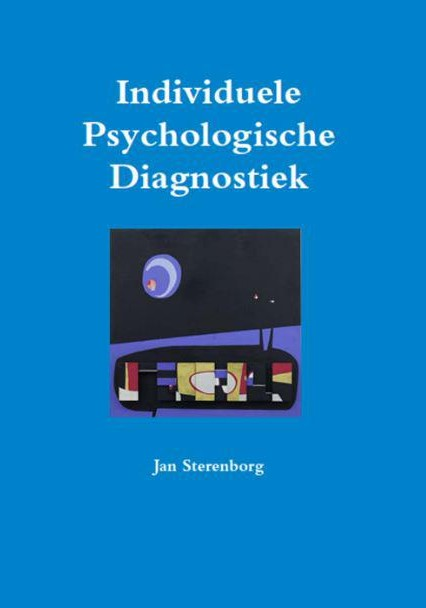 Individuele
Psychologische
Diagnostiek
Jan Sterenborg